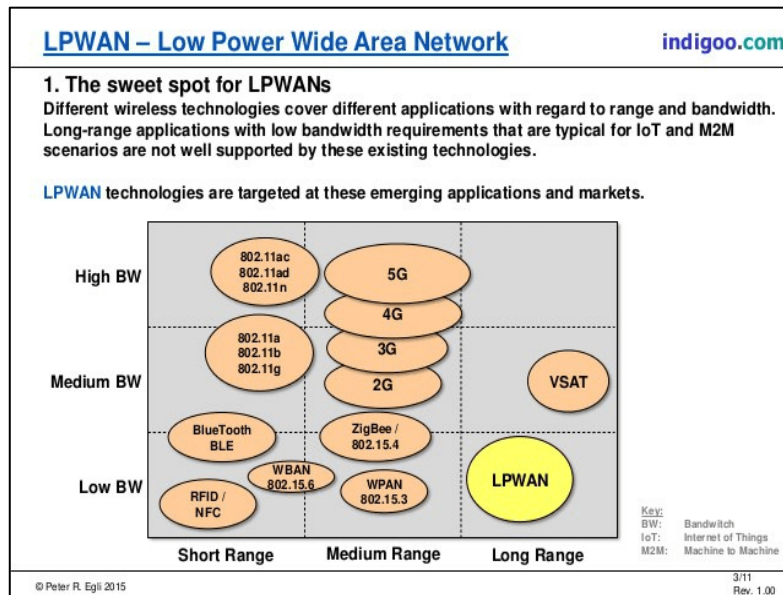 LPWAN – Low Power Wide Area Network
indigoo.com
1. The sweet spot for LPWANs
Different wireless technologies cover different applications with regard to range and bandwidth.
Long-range applications with low bandwidth requirements that are typical for IoT and M2M
scenarios are not well supported by these existing technologies.
LPWAN technologies are targeted at these emerging applications and markets.
High BW
802.11ac
802.11ad
802.11n
5G
4G
Medium BW
802.11a
802.11b
802.11g
3G
2G
VSAT
Low BW
BlueTooth
BLE
ZigBee /
802.15.4
WBAN
802.15.6
RFID /
NFC
WPAN
802.15.3
LPWAN
Short Range
Medium Range
Long Range
Key:
BW: Bandwitch
IoT: Internet of Things
M2M: Machine to Machine
© Peter R. Egli 2015
3/11
Rev. 1.00